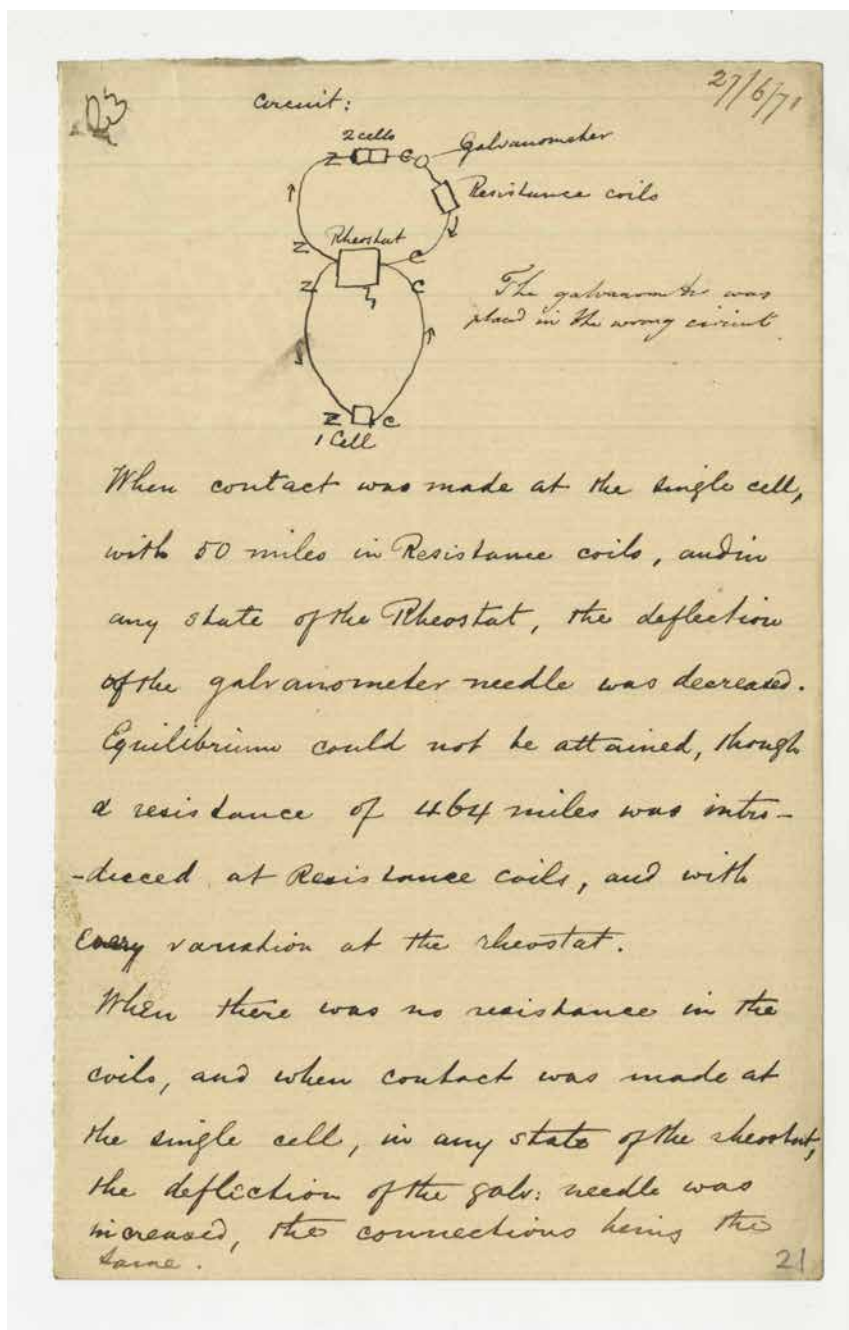 23
27/6/71
Circuit:
2 cells
Z
C
Galvanometer
Resistance coils
Rheostat
Z
C
Z
C
The galvanometer was
placed in the wrong circuit
Z
C
1 Cell
When contact was made at the single cell,
with 50 miles in Resistance coils, and in
any state of the Rheostat, the deflection
of the galvanometer needle was decreased.
Equilibrium could not be attained, though
a resistance of 464 miles was intro-
-duced at Resistance coils, and with
every variation at the rheostat.
When there was no resistance in the
coils, and when contact was made at
the single cell, in any state of the rheostat,
the deflection of the galv: needle was
increased, the connections being the
same.
21